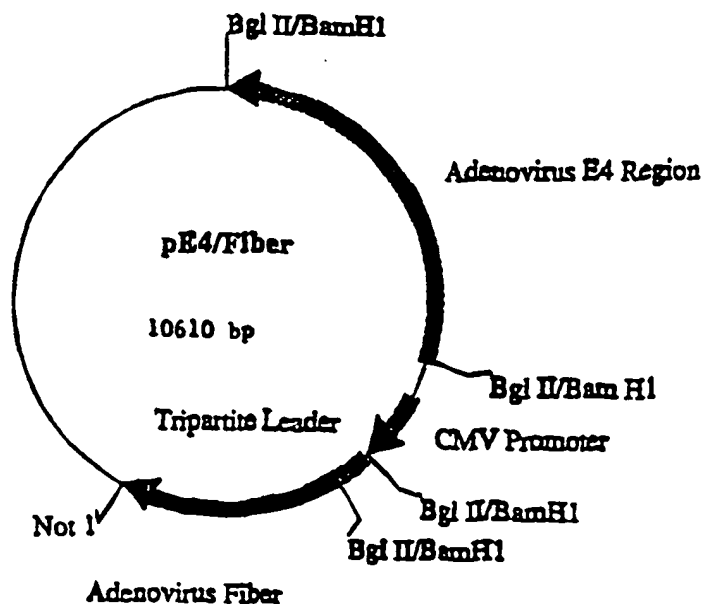 Bgl II/BamH1
Adenovirus E4 Region
pE4/Fiber
10610 bp
Bgl II/Bam H1
Tripartite Leader
CMV Promoter
Bgl II/BamH1
Not 1
Bgl II/BamH1
Adenovirus Fiber